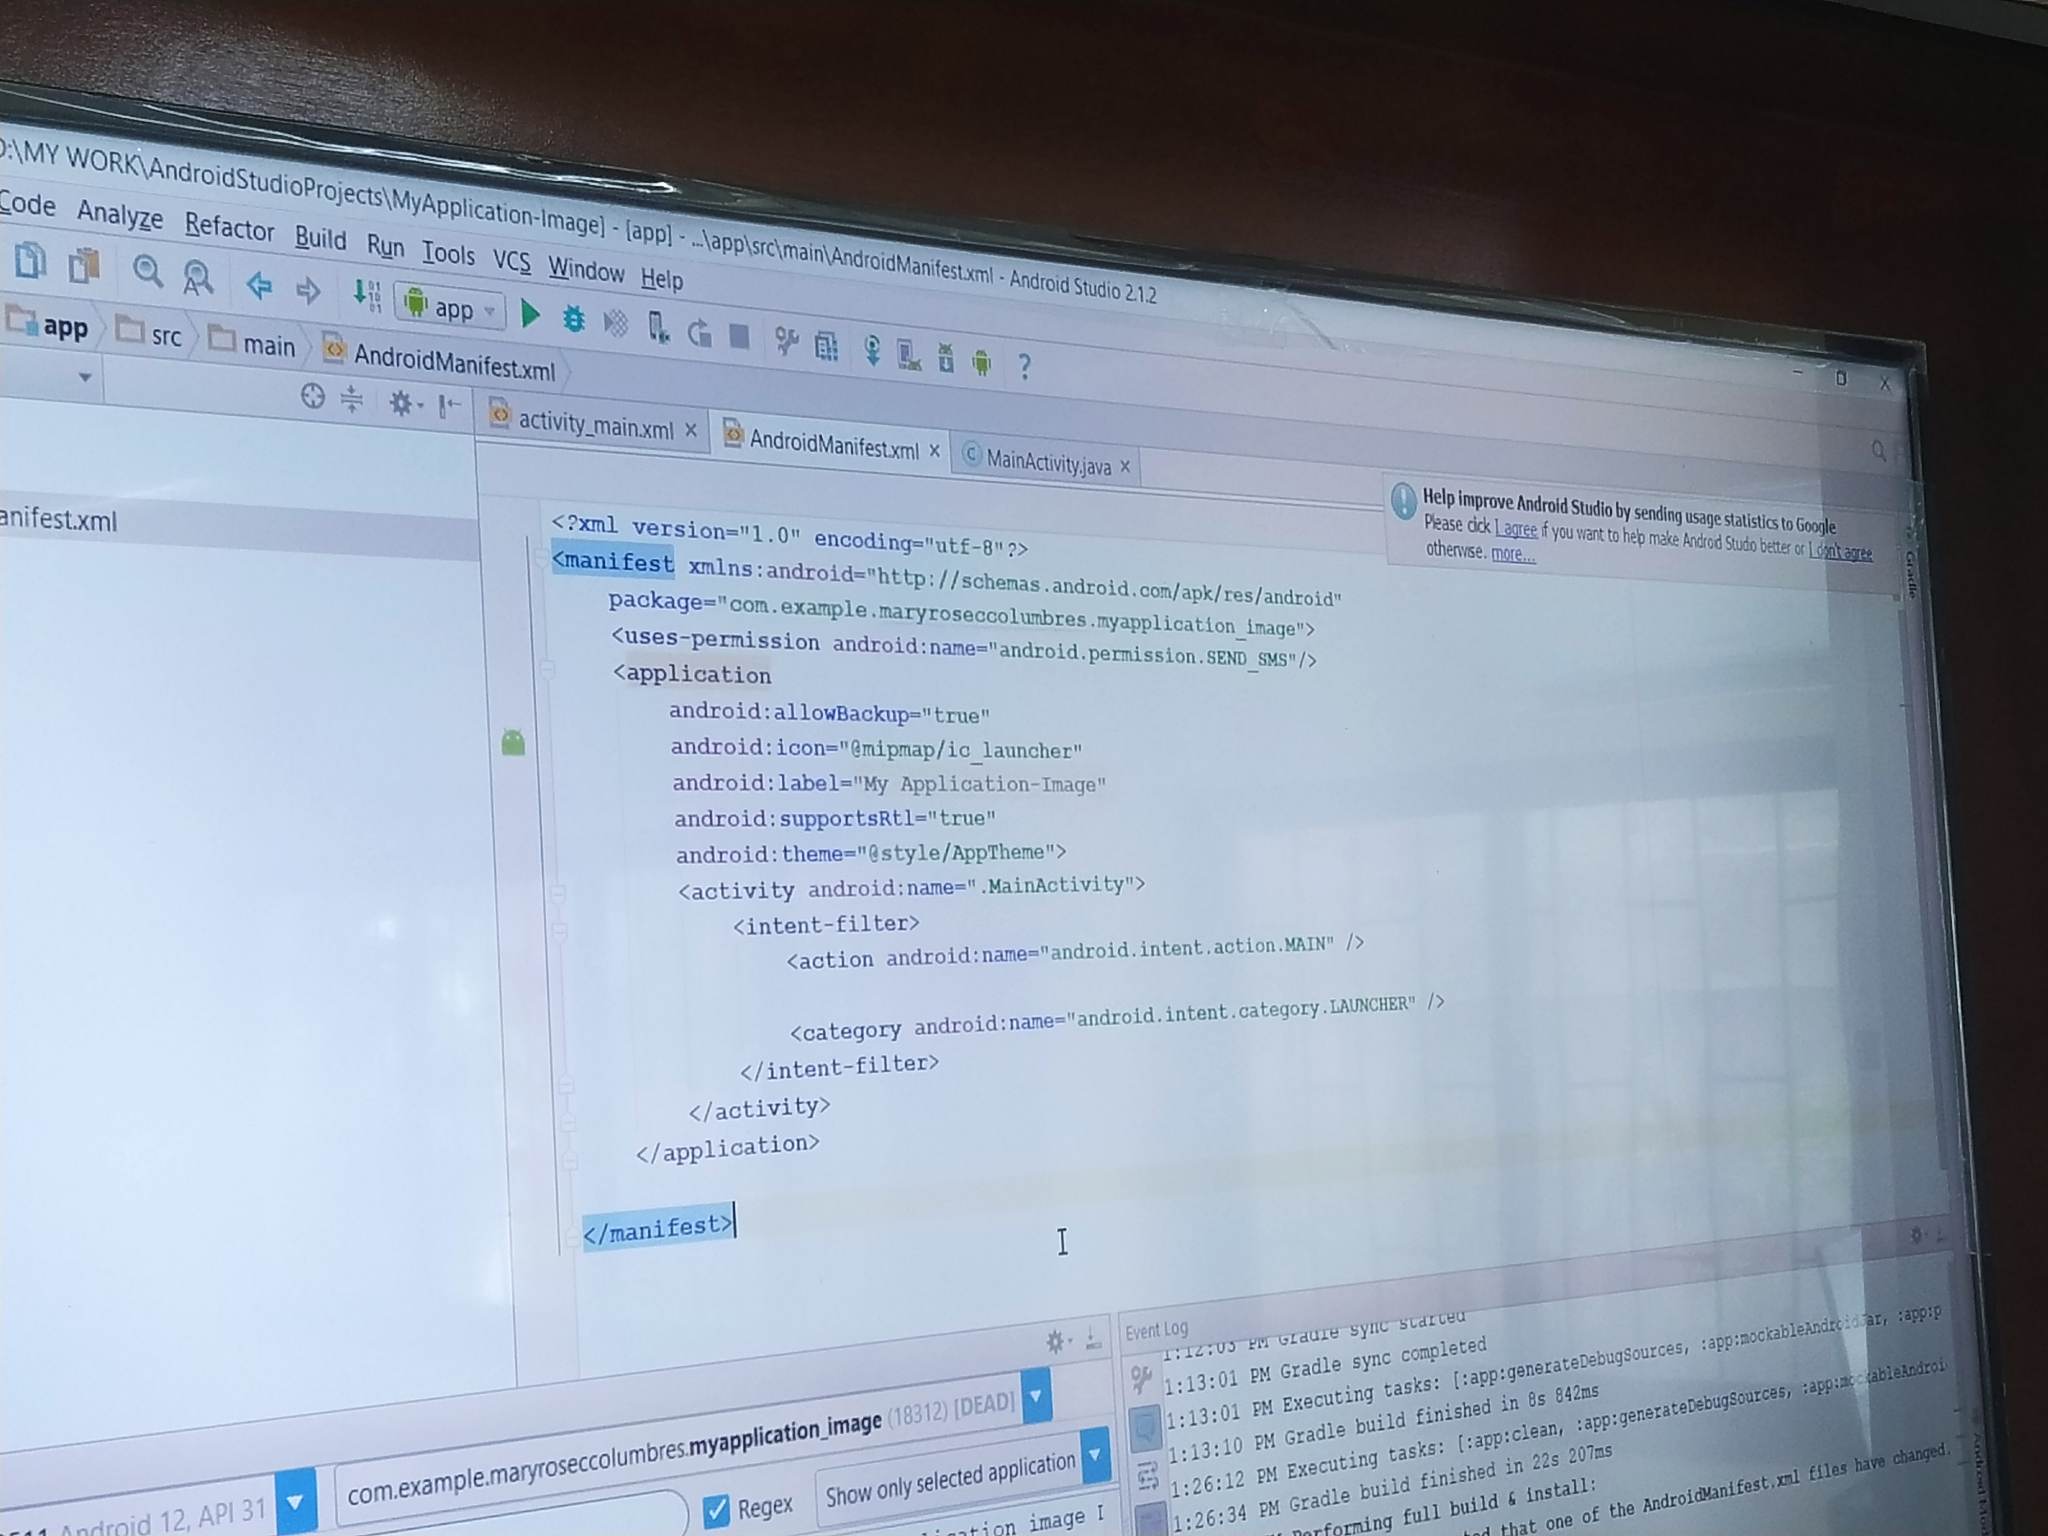 \MY WORK\AndroidStudioProjects\MyApplication-Image] - [app] - ...\app\src\main\AndroidManifest.xml - Android Studio 2.1.2
Code Analyze Refactor Build Run Tools VCS Window Help
app
app src main AndroidManifest.xml
activity_main.xml AndroidManifest.xml MainActivity.java
anifest.xml
Help improve Android Studio by sending usage statistics to Google
Please click I agree if you want to help make Android Studio better or I don't agree
otherwise. more...
Gradle
<?xml version="1.0" encoding="utf-8"?>
<manifest xmlns:android="http://schemas.android.com/apk/res/android"
package="com.example.maryroseccolumbres.myapplication_image">
<uses-permission android:name="android.permission.SEND_SMS"/>
<application
android:allowBackup="true"
android:icon="@mipmap/ic_launcher"
android:label="My Application-Image"
android:supportsRtl="true"
android:theme="@style/AppTheme">
<activity android:name=".MainActivity">
<intent-filter>
<action android:name="android.intent.action.MAIN" />
<category android:name="android.intent.category.LAUNCHER" />
</intent-filter>
</activity>
</application>
</manifest>
com.example.maryroseccolumbres.myapplication_image (18312) [DEAD]
Android 12, API 31
Regex
Show only selected application
image I
Event Log
1:12:03 PM Gradle sync started
1:13:01 PM Gradle sync completed
1:13:01 PM Executing tasks: [:app:generateDebugSources, :app:mockableAndroidJar, :app:p
1:13:10 PM Gradle build finished in 8s 842ms
1:26:12 PM Executing tasks: [:app:clean, :app:generateDebugSources, :app:mockableAndroi
1:26:34 PM Gradle build finished in 22s 207ms
Performing full build & install:
that one of the AndroidManifest.xml files have changed.